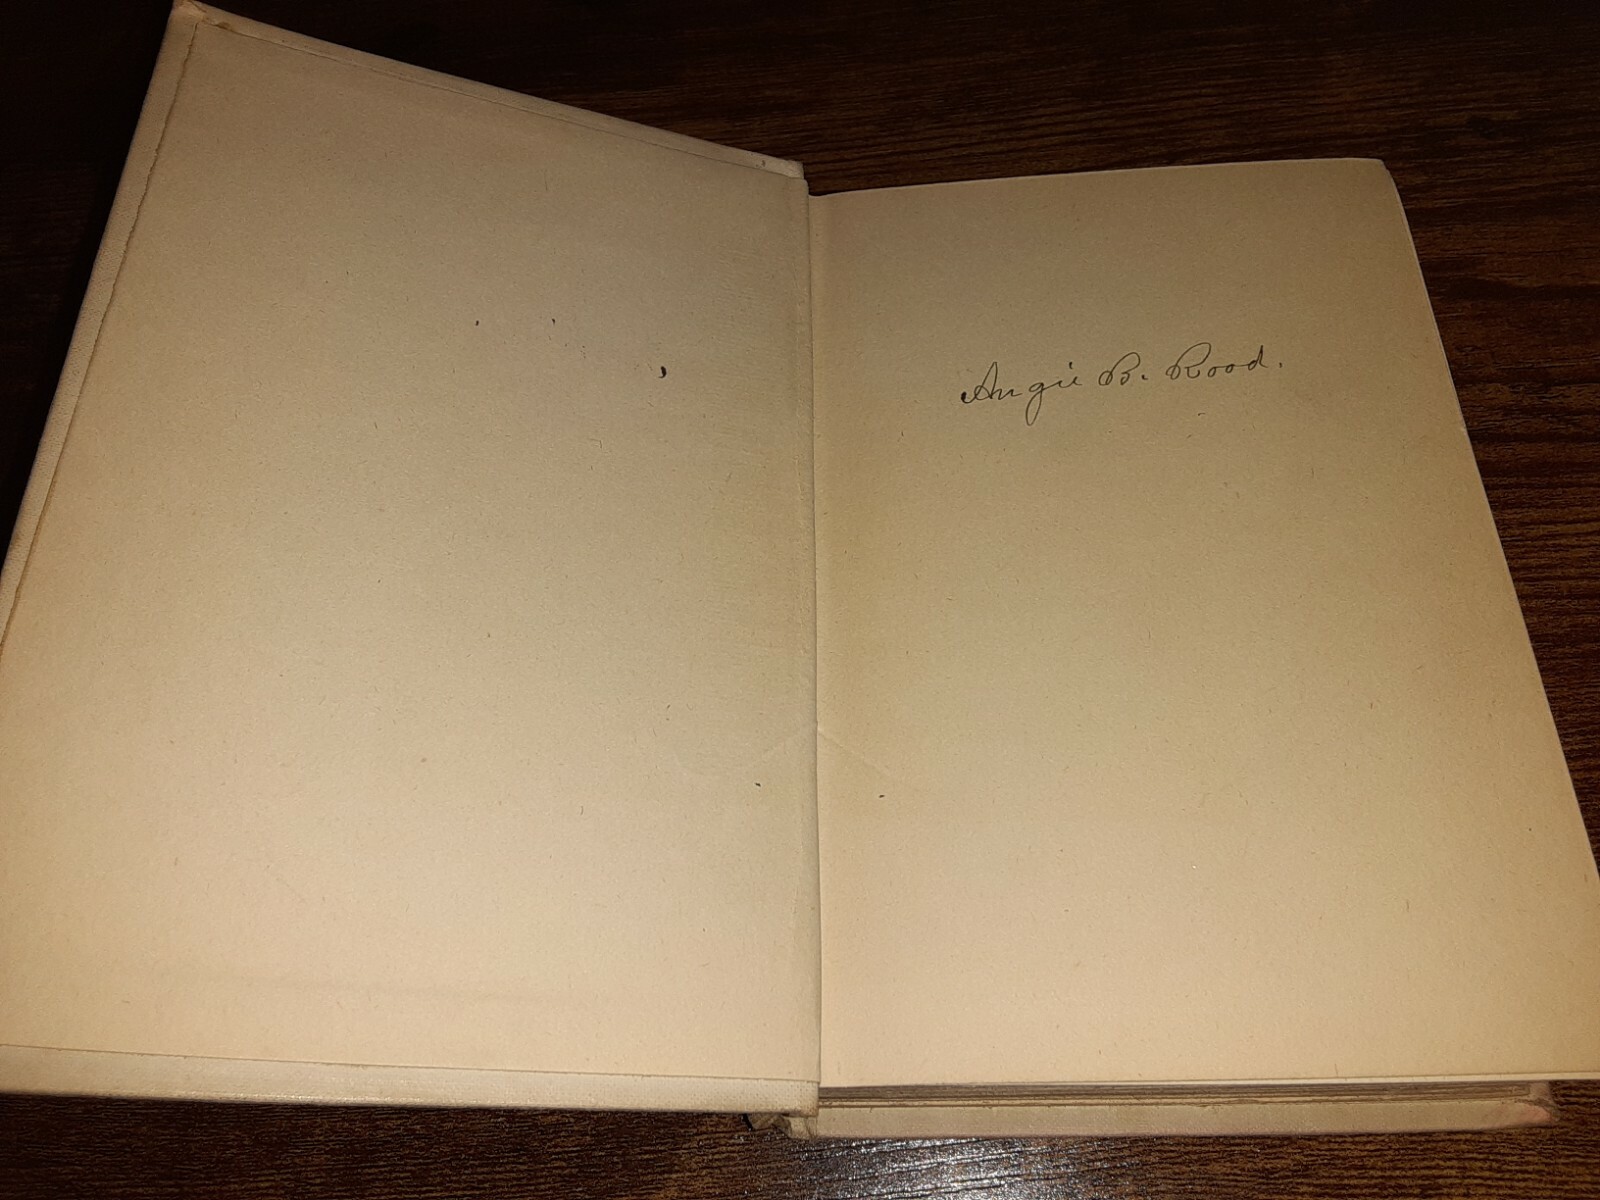 Angie B. Rood.